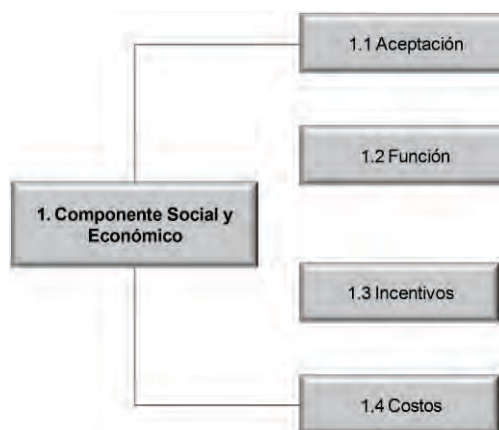 1.1 Aceptación
1.2 Función
1. Componente Social y
Económico
1.3 Incentivos
1.4 Costos